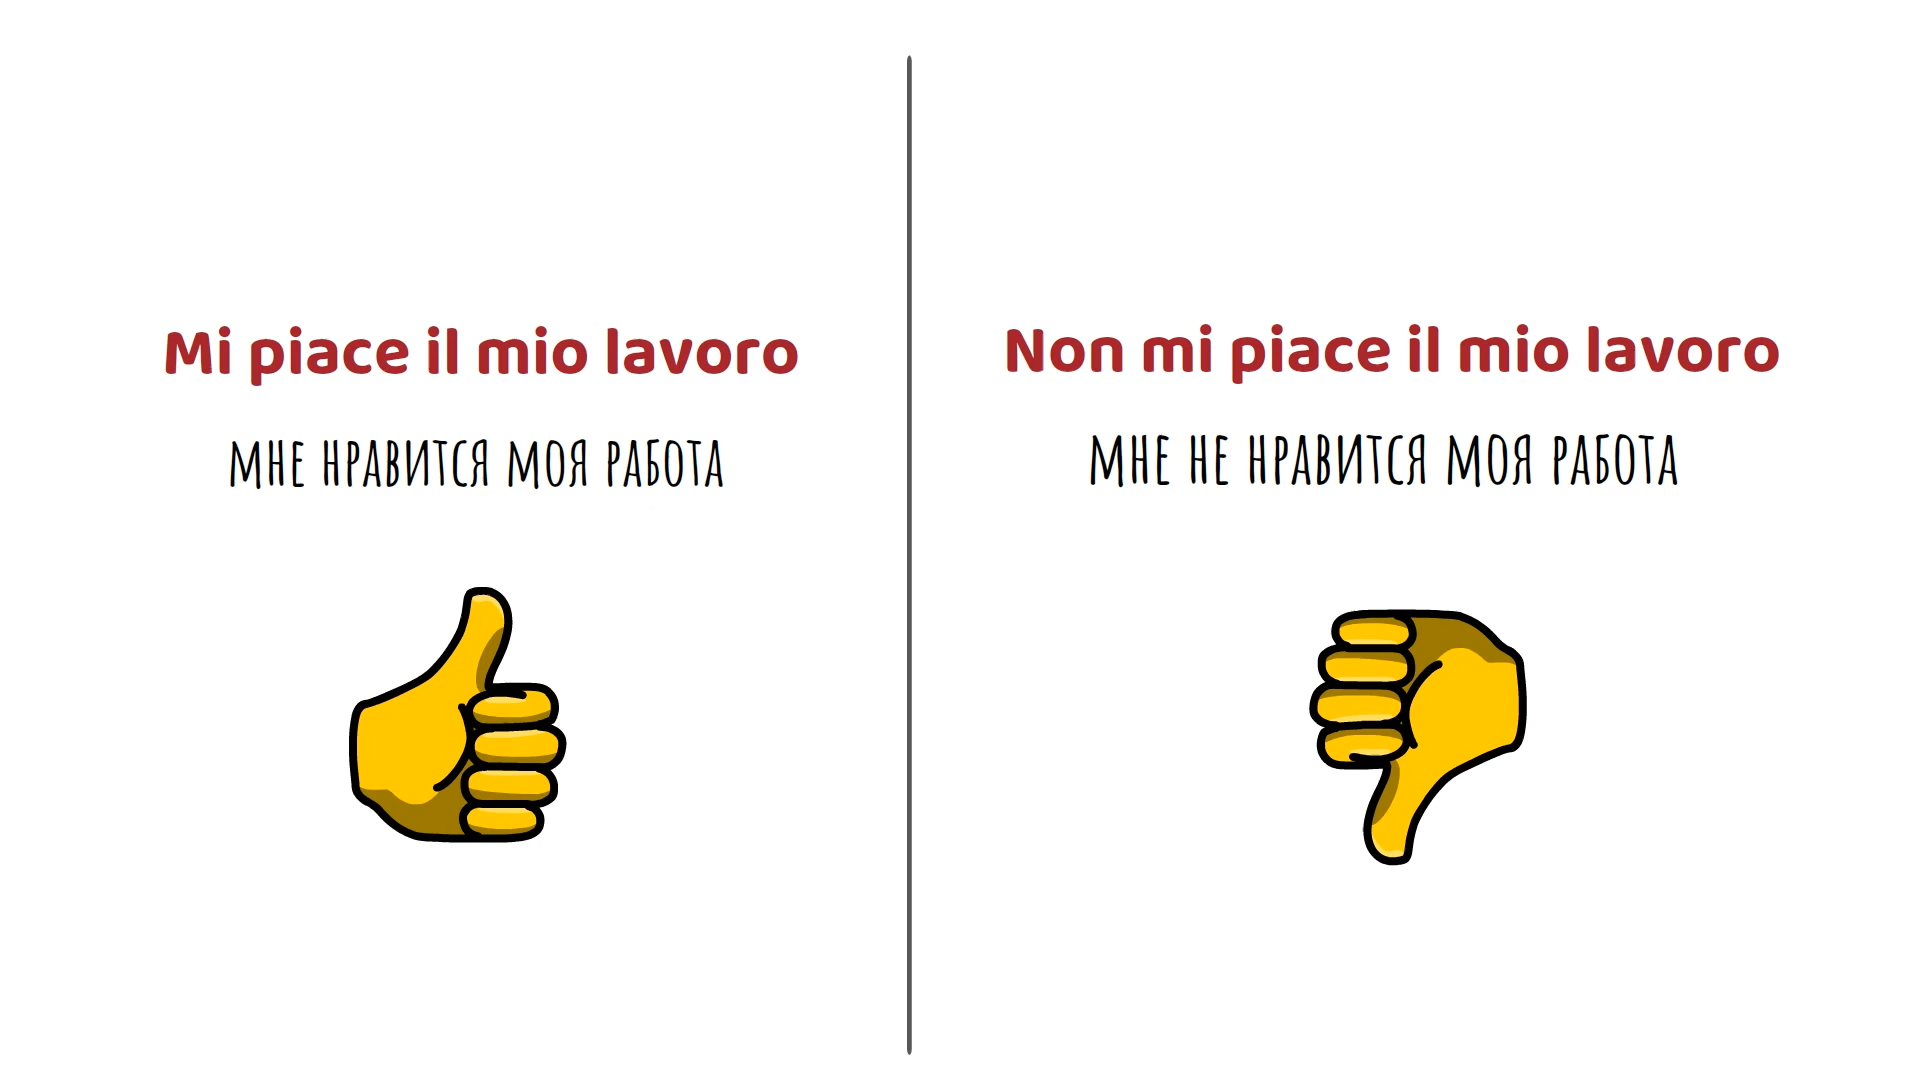 Mi piace il mio lavoro
мне нравится моя работа
Non mi piace il mio lavoro
мне не нравится моя работа